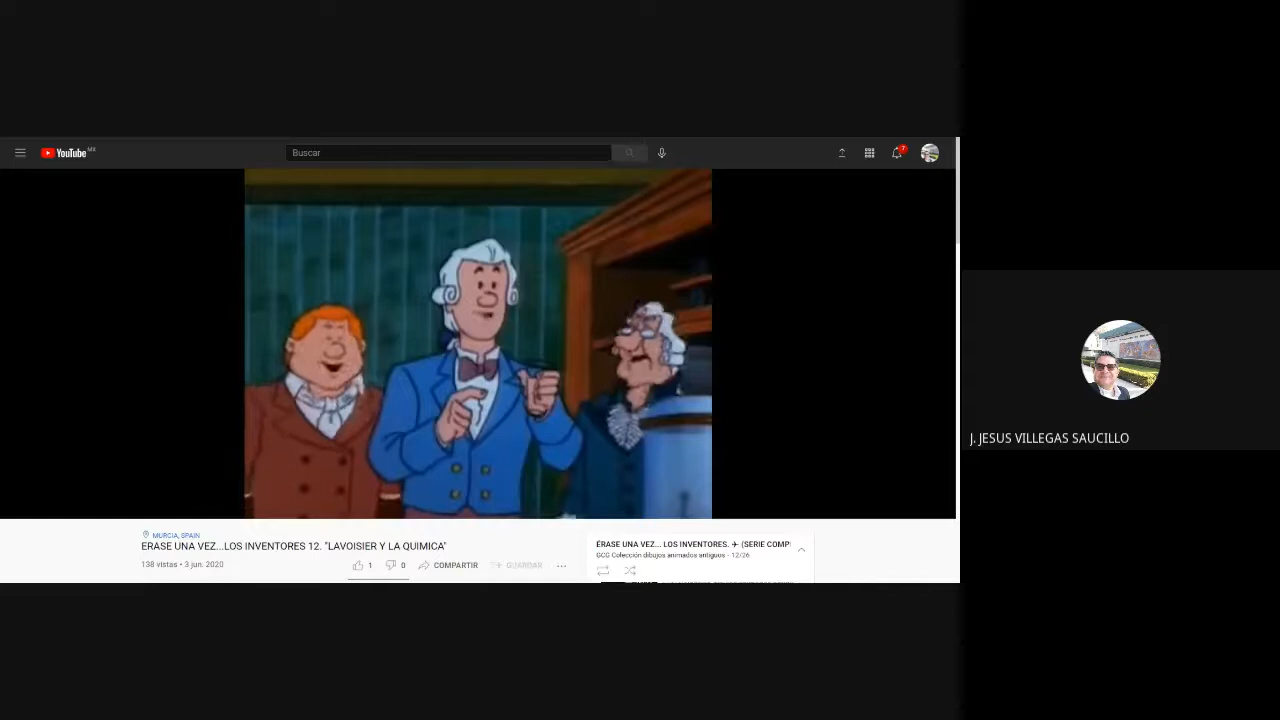 YouTube MX
Buscar
7
MURCIA, SPAIN
ERASE UNA VEZ...LOS INVENTORES 12. "LAVOISIER Y LA QUIMICA"
138 vistas • 3 jun. 2020
1
0
COMPARTIR
GUARDAR
ÉRASE UNA VEZ... LOS INVENTORES. ✈ (SERIE COMP
GCG Colección dibujos animados antiguos - 12/26
J. JESUS VILLEGAS SAUCILLO